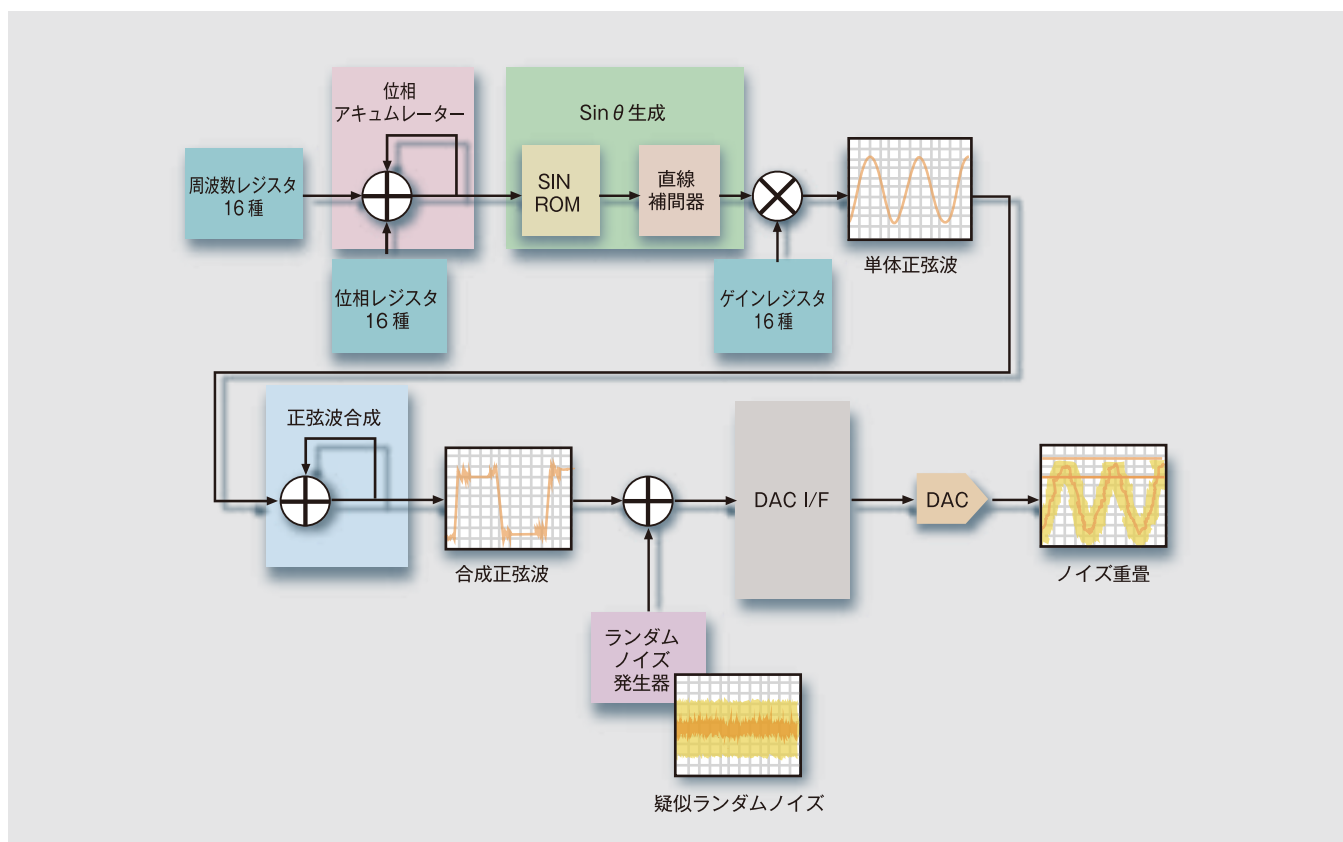 位相
アキュムレーター
Sin θ 生成
周波数レジスタ
16 種
SIN
ROM
直線
補間器
単体正弦波
位相レジスタ
16 種
ゲインレジスタ
16 種
正弦波合成
合成正弦波
DAC I/F
DAC
ノイズ重畳
ランダム
ノイズ
発生器
疑似ランダムノイズ